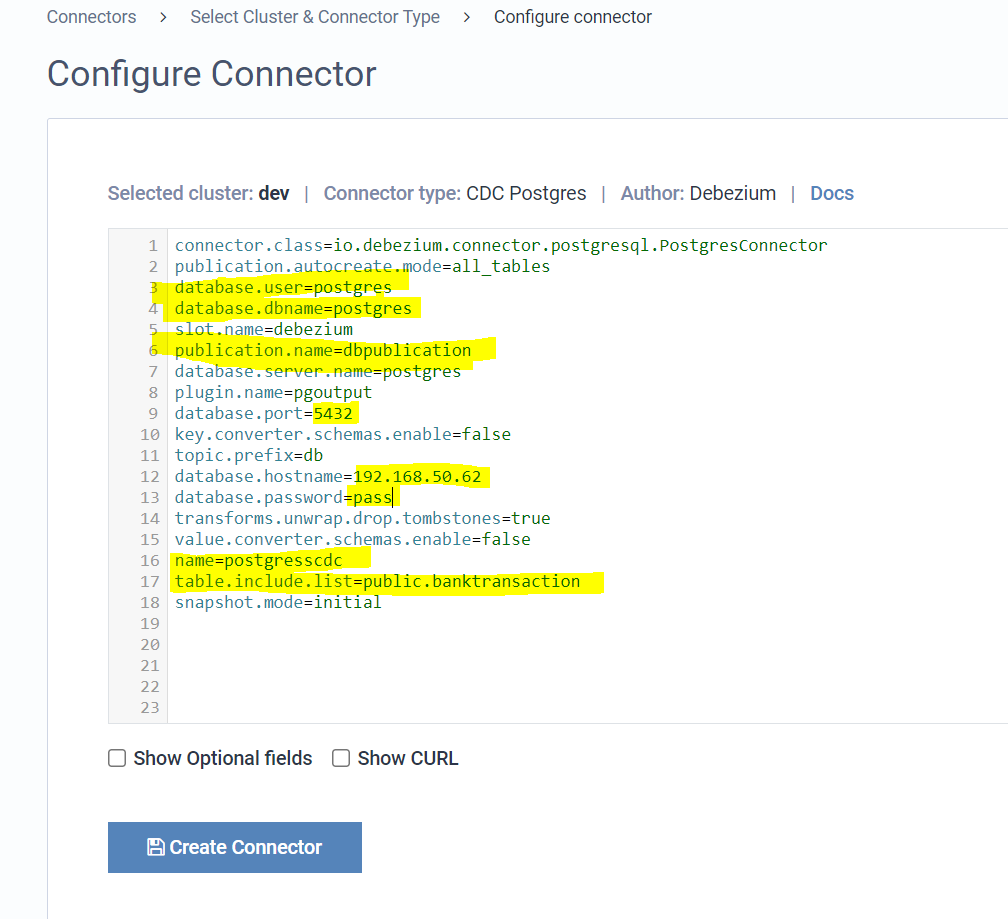 Connectors > Select Cluster & Connector Type > Configure connector
Configure Connector
Selected cluster: dev | Connector type: CDC Postgres | Author: Debezium | Docs
1 connector.class=io.debezium.connector.postgresql.PostgresConnector
2 publication.autocreate.mode=all_tables
3 database.user=postgres
4 database.dbname=postgres
5 slot.name=debezium
6 publication.name=dbpublication
7 database.server.name=postgres
8 plugin.name=pgoutput
9 database.port=5432
10 key.converter.schemas.enable=false
11 topic.prefix=db
12 database.hostname=192.168.50.62
13 database.password=pass
14 transforms.unwrap.drop.tombstones=true
15 value.converter.schemas.enable=false
16 name=postgresscdc
17 table.include.list=public.banktransaction
18 snapshot.mode=initial
19
20
21
22
23
Show Optional fields Show CURL
Create Connector